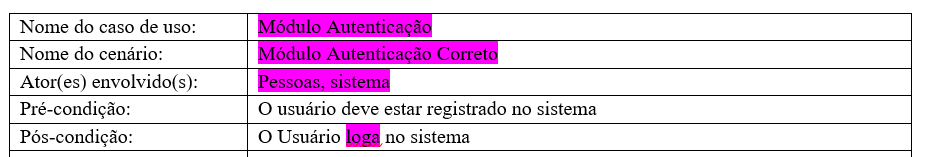 Nome do caso de uso: Módulo Autenticação
Nome do cenário: Módulo Autenticação Correto
Ator(es) envolvido(s): Pessoas, sistema
Pré-condição: O usuário deve estar registrado no sistema
Pós-condição: O Usuário loga no sistema